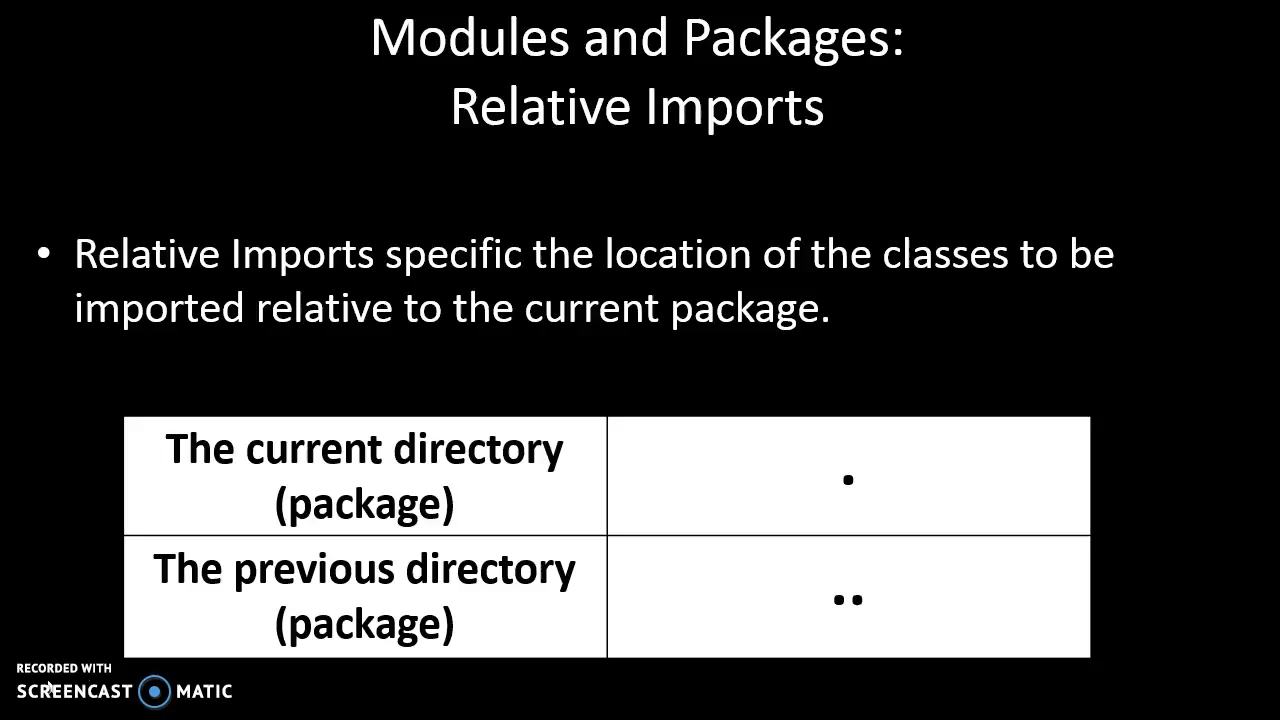 Modules and Packages:
Relative Imports
• Relative Imports specific the location of the classes to be
imported relative to the current package.
The current directory
(package)
.
The previous directory
(package)
..
RECORDED WITH
SCREENCAST MATIC